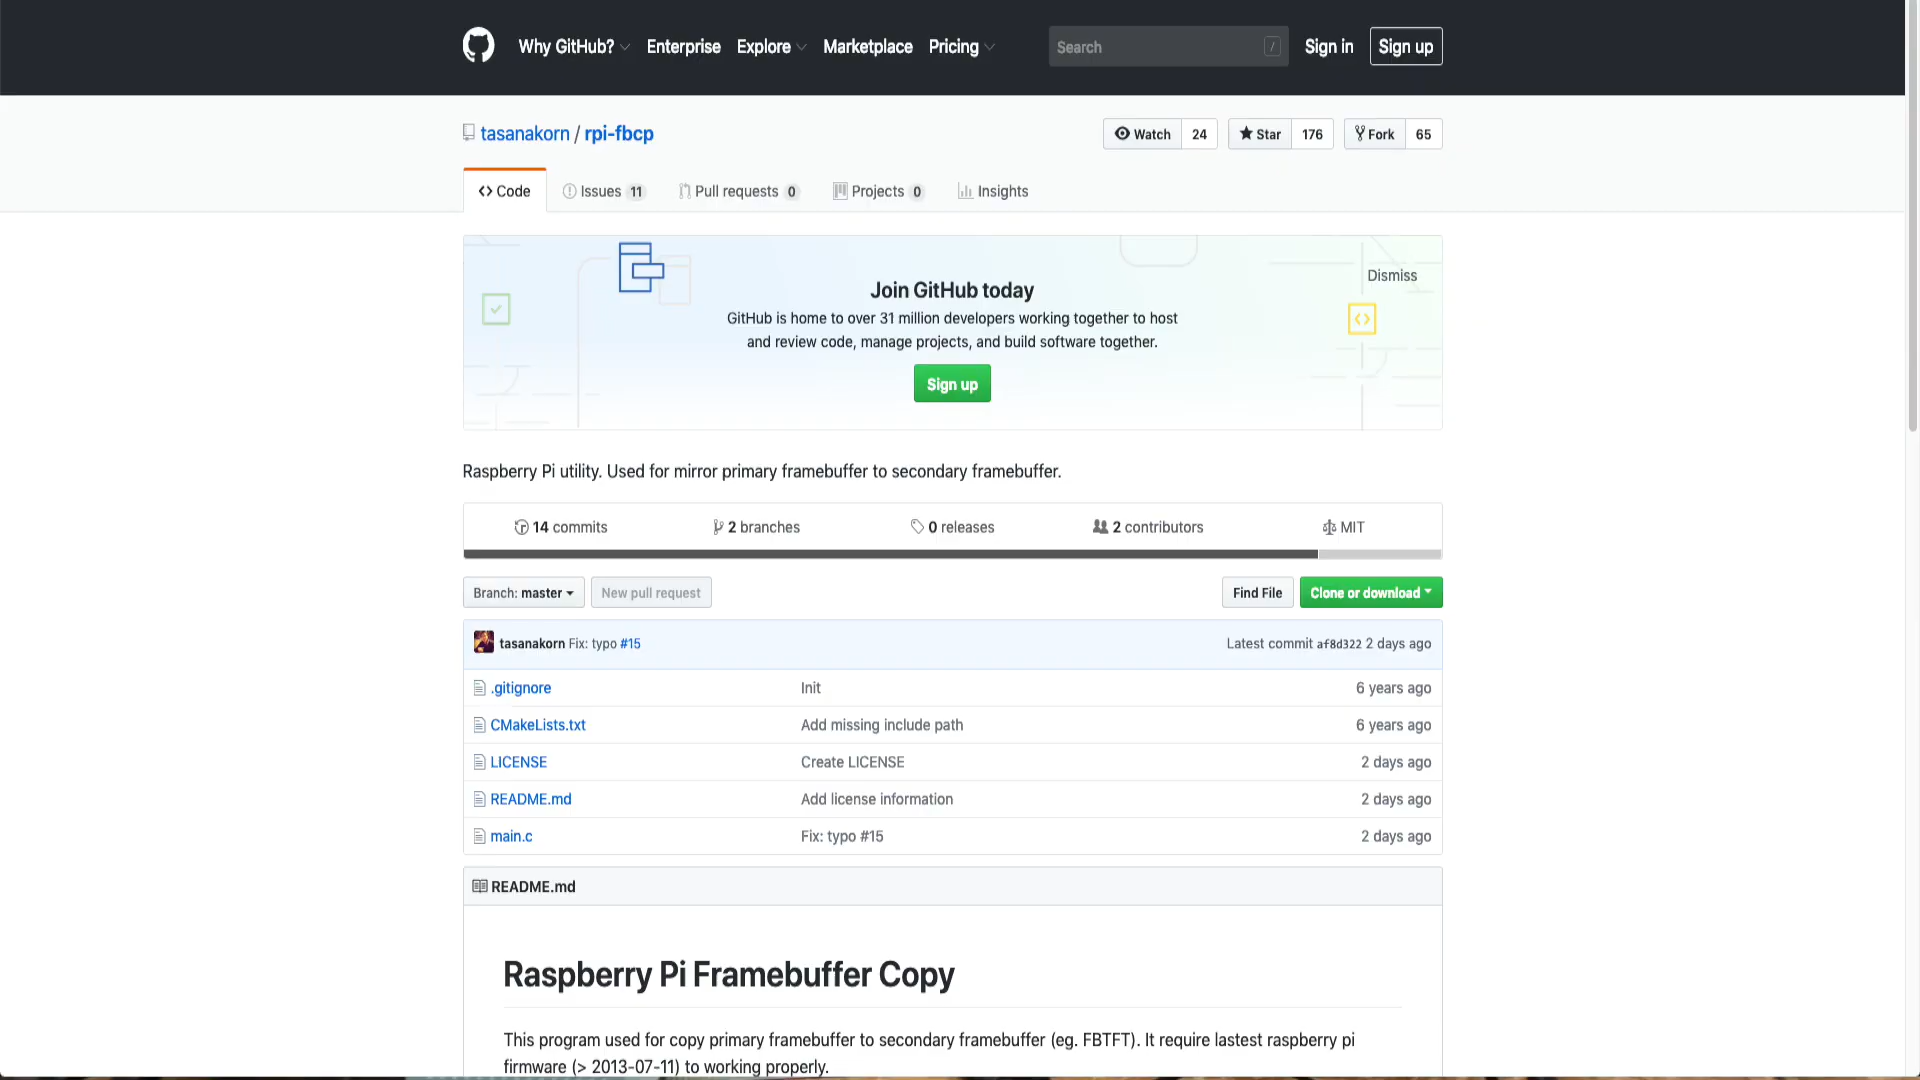 Why GitHub? Enterprise Explore Marketplace Pricing Search / Sign in Sign up
tasanakorn / rpi-fbcp Watch 24 Star 176 Fork 65
Code Issues 11 Pull requests 0 Projects 0 Insights
Dismiss
Join GitHub today
GitHub is home to over 31 million developers working together to host
and review code, manage projects, and build software together.
Sign up
Raspberry Pi utility. Used for mirror primary framebuffer to secondary framebuffer.
14 commits 2 branches 0 releases 2 contributors MIT
Branch: master New pull request Find File Clone or download
tasanakorn Fix: typo #15 Latest commit af8d322 2 days ago
.gitignore Init 6 years ago
CMakeLists.txt Add missing include path 6 years ago
LICENSE Create LICENSE 2 days ago
README.md Add license information 2 days ago
main.c Fix: typo #15 2 days ago
README.md
Raspberry Pi Framebuffer Copy
This program used for copy primary framebuffer to secondary framebuffer (eg. FBTFT). It require lastest raspberry pi
firmware (> 2013-07-11) to working properly.